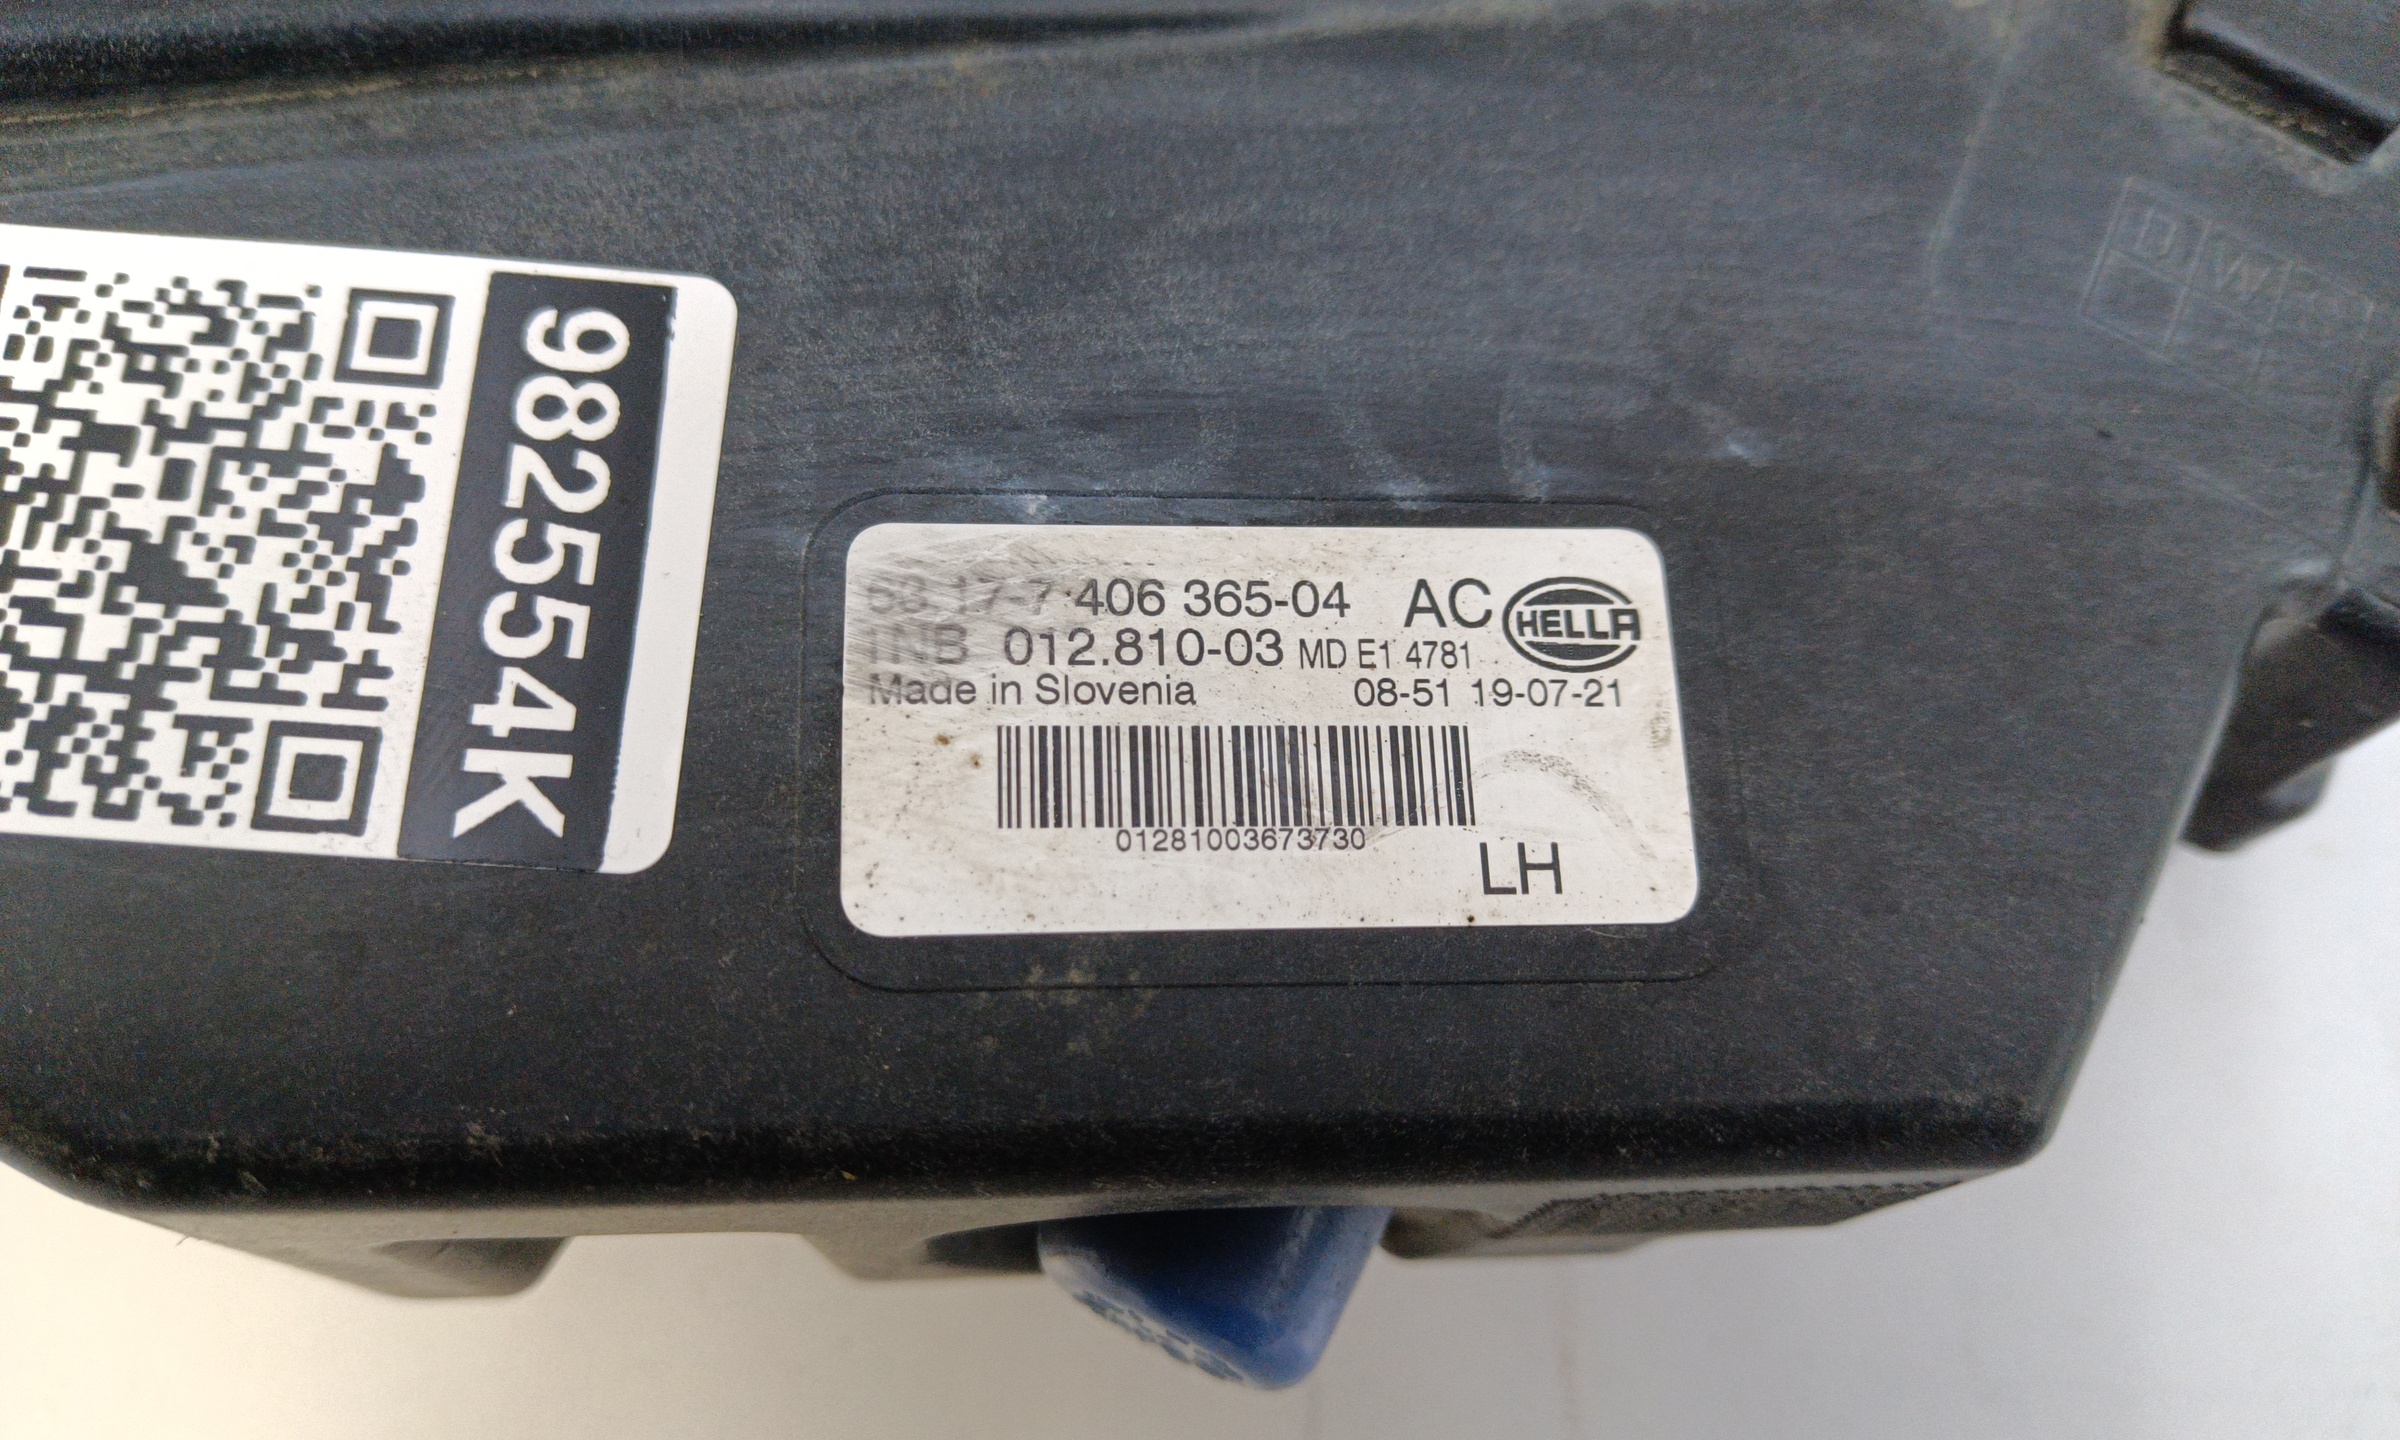 982554K
63 17-7 406 365-04 AC HELLA
1NB 012.810-03 MD E1 4781
Made in Slovenia 08-51 19-07-21
01281003673730
LH